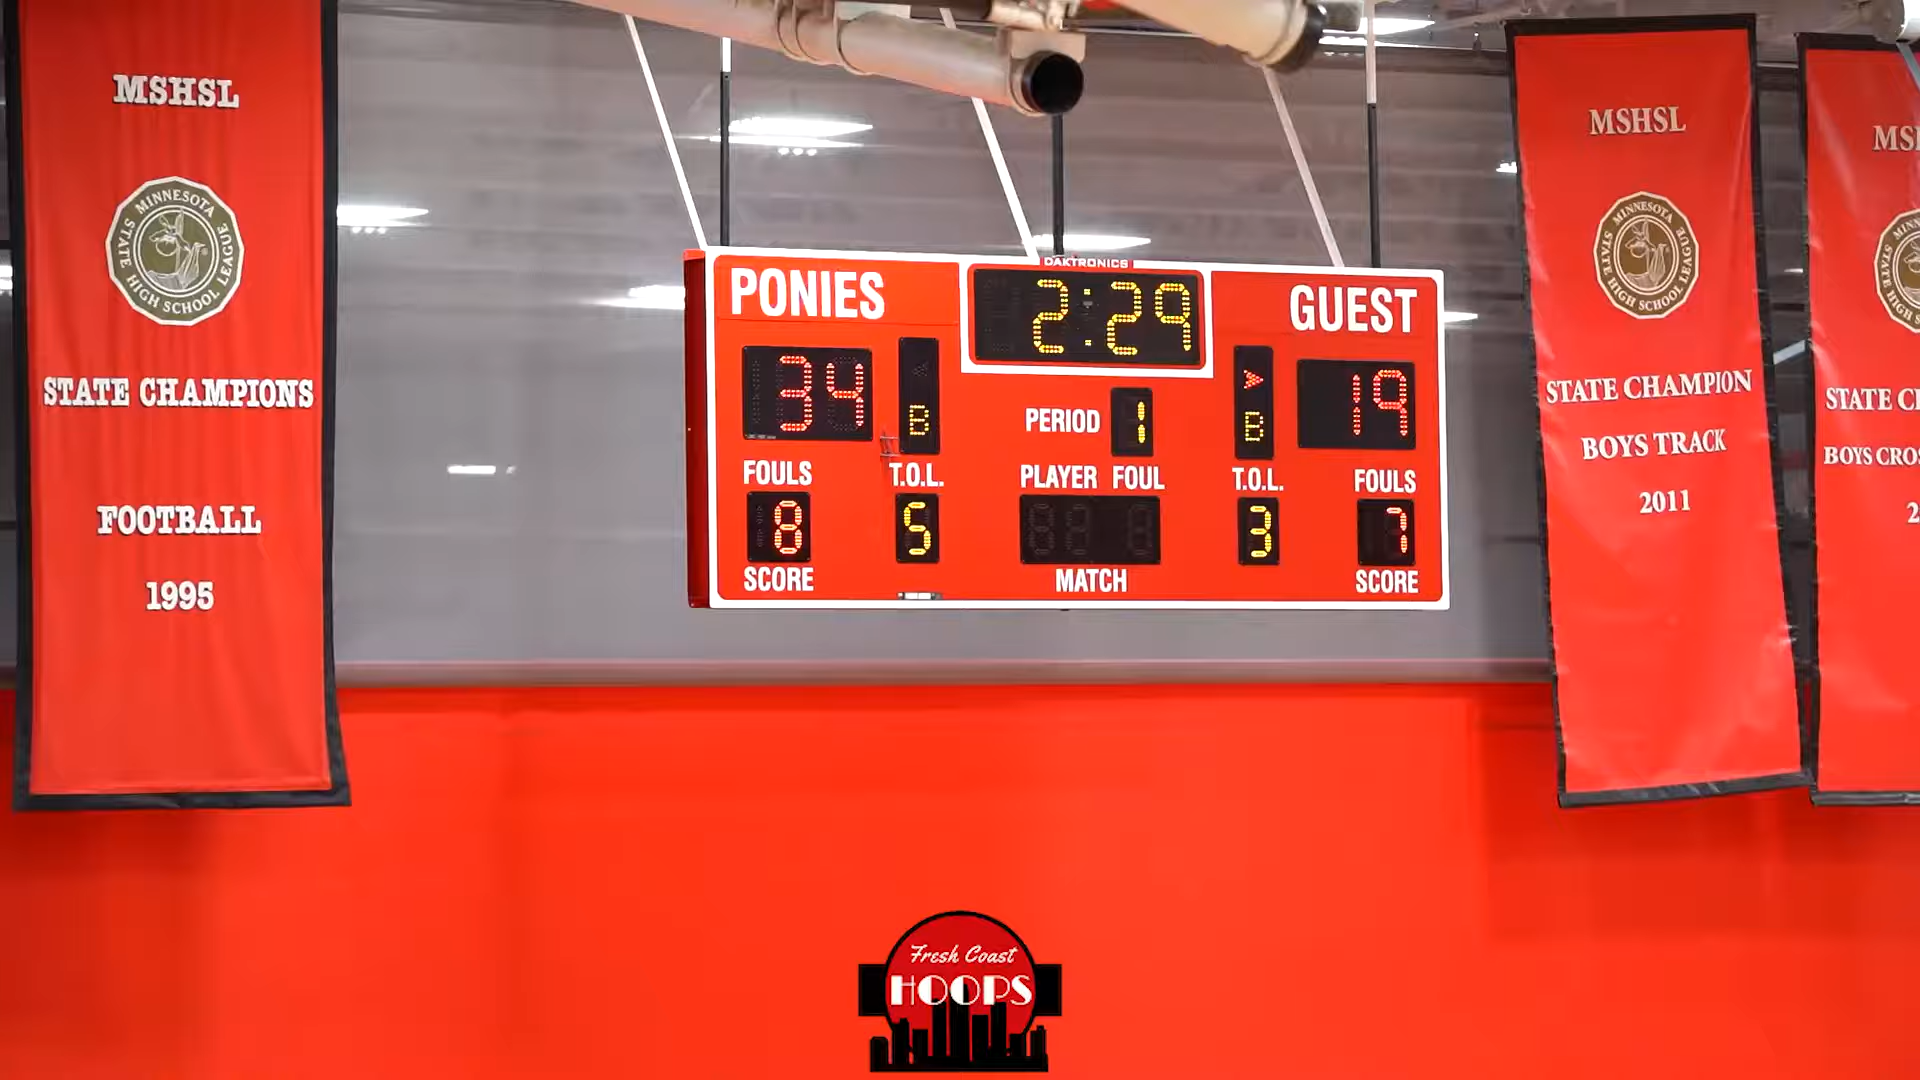 MSHSL
MINNESOTA
STATE HIGH SCHOOL LEAGUE
STATE CHAMPIONS
FOOTBALL
1995
DAKTRONICS
PONIES
2:29
GUEST
34
B
PERIOD 1
B
19
FOULS
T.O.L.
PLAYER FOUL
T.O.L.
FOULS
8
5
3
7
SCORE
MATCH
SCORE
MSHSL
MINNESOTA
STATE HIGH SCHOOL LEAGUE
STATE CHAMPION
BOYS TRACK
2011
STATE
BOYS
Fresh Coast
HOOPS